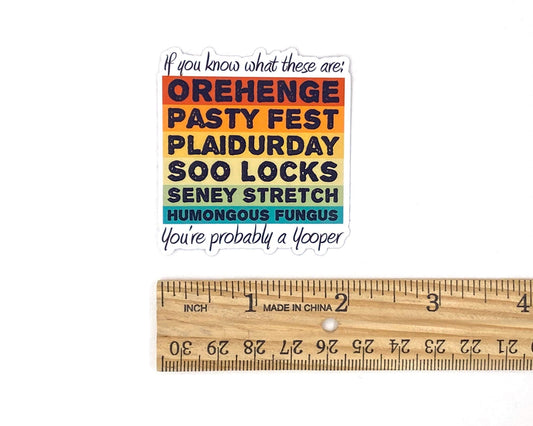 If you know what these are:
OREHENGE
PASTY FEST
PLAIDURDAY
SOO LOCKS
SENEY STRETCH
HUMONGOUS FUNGUS
You're probably a Yooper
INCH 1 MADE IN CHINA 2 3 4
30 29 28 27 26 25 24 23 22 21